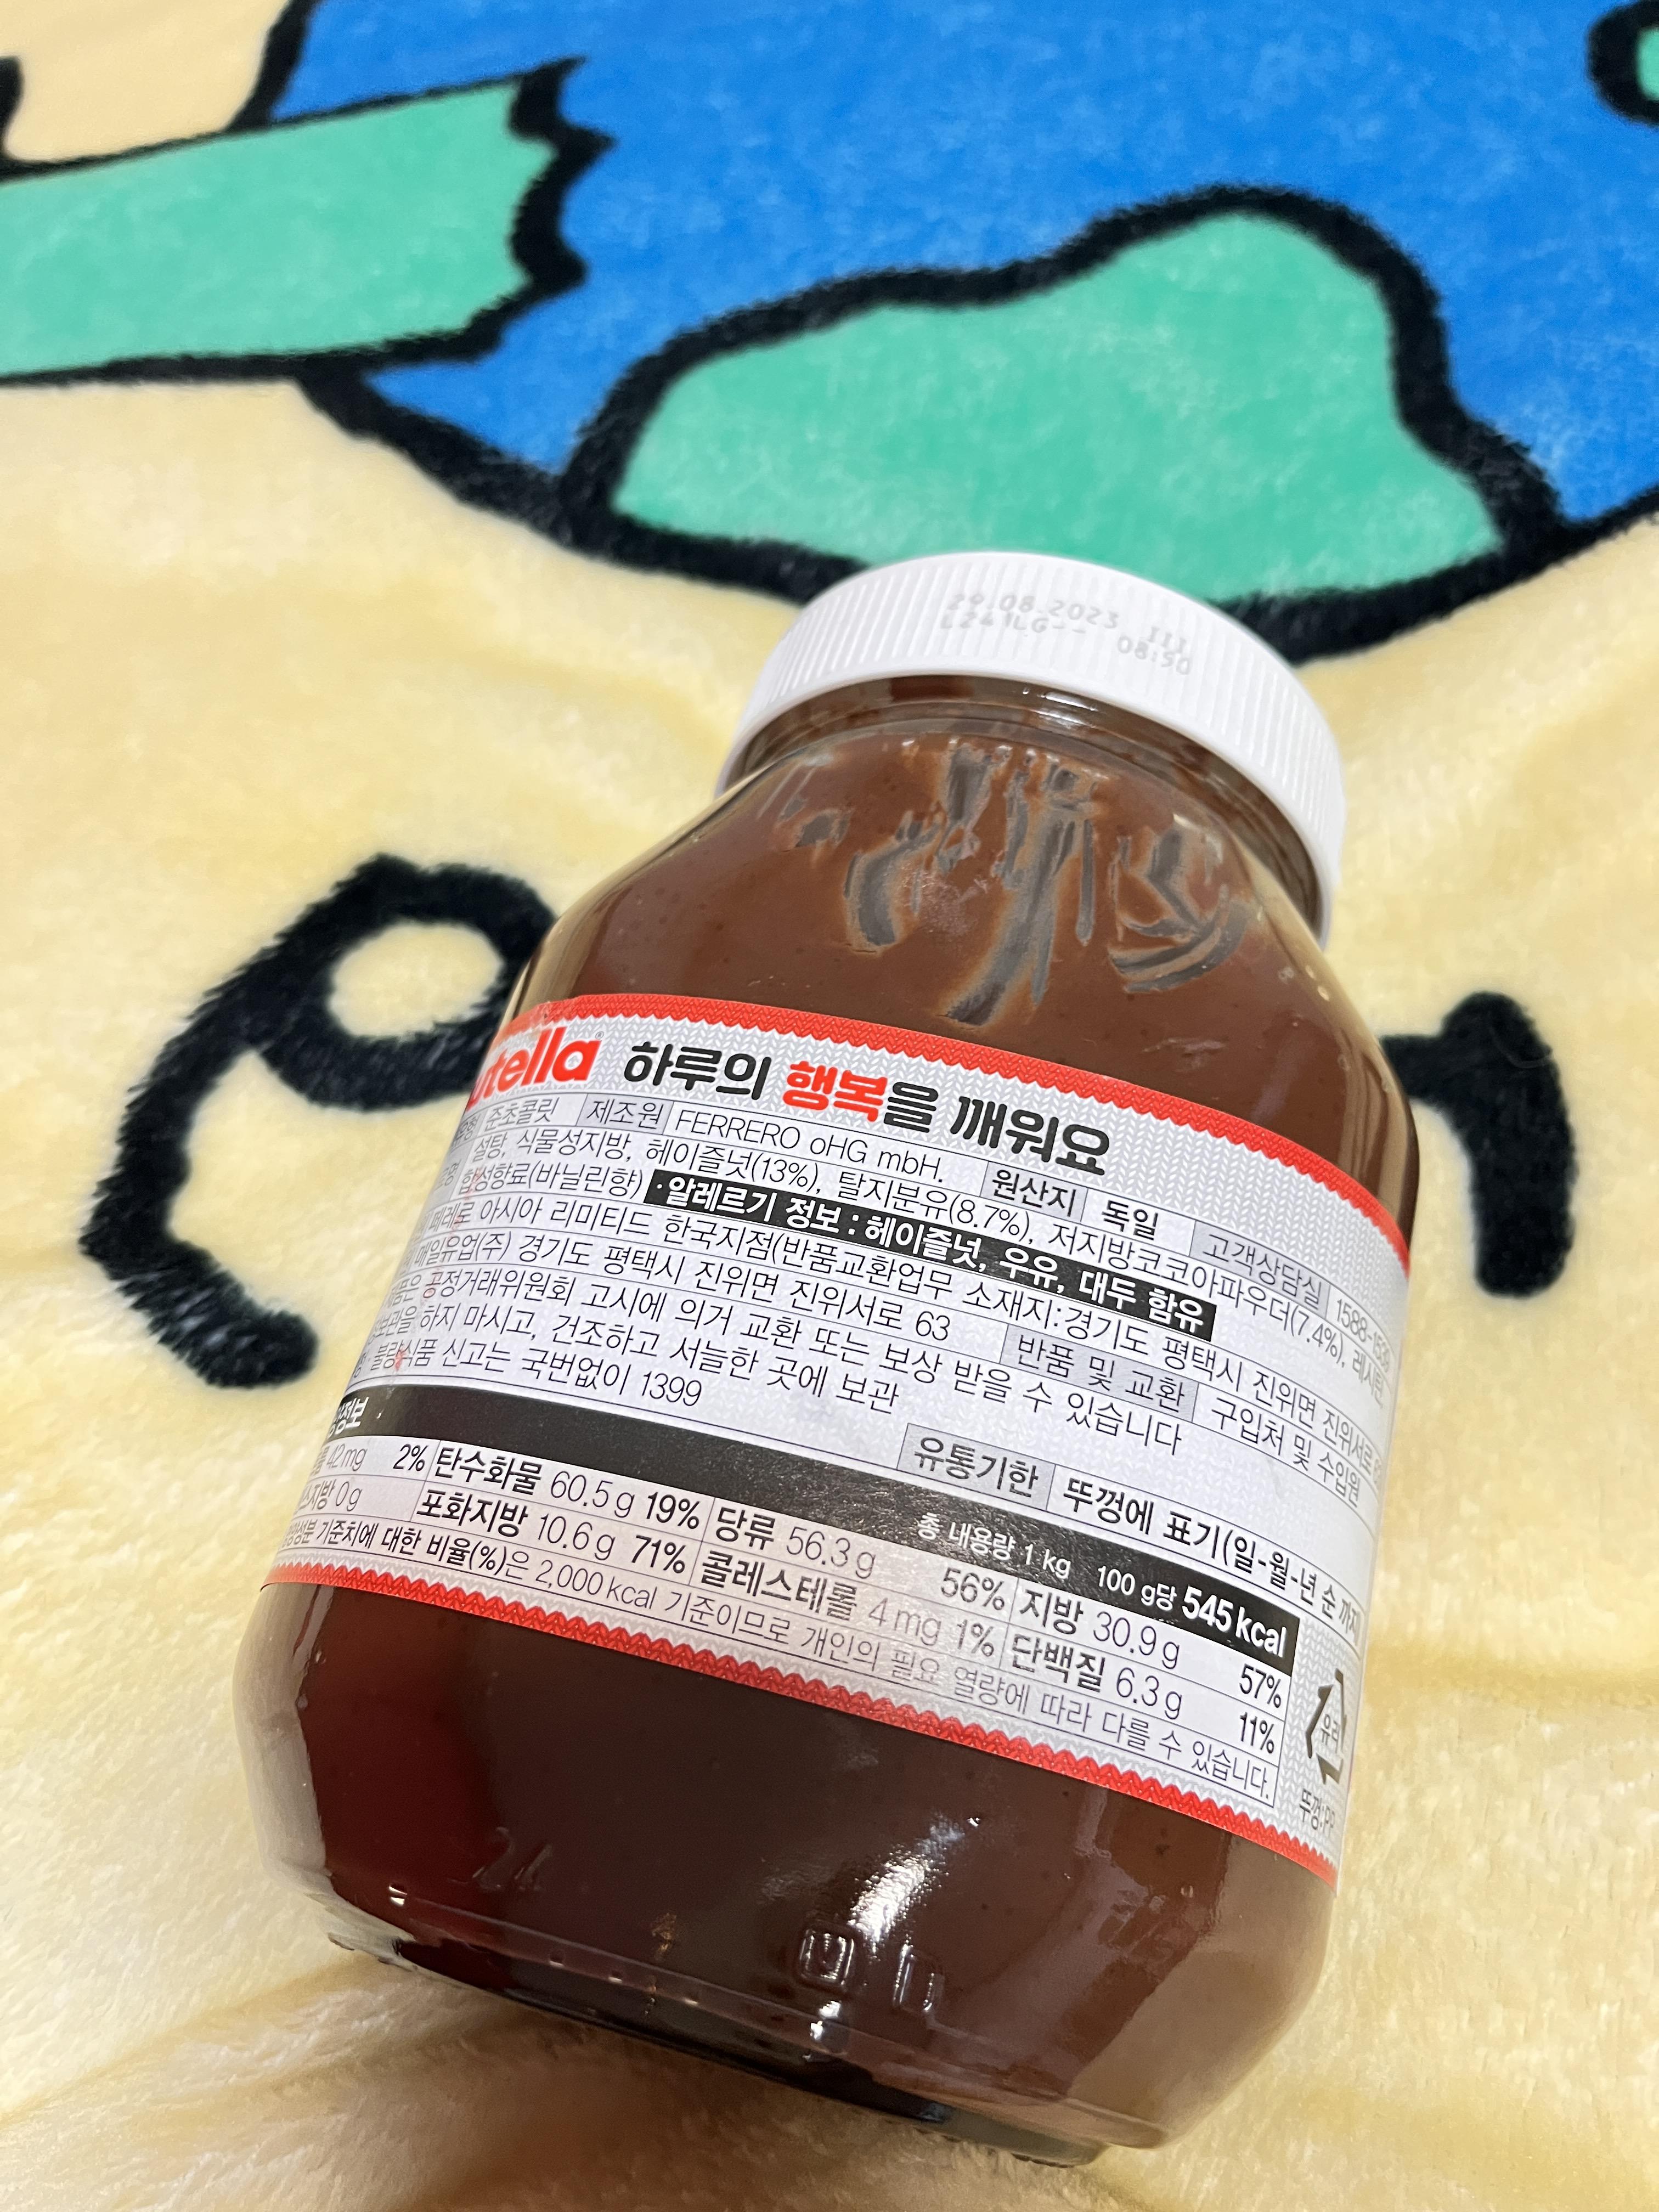 29.08.2023 III
L241LG-- 08:50
nutella® 하루의 행복을 깨워요
준초콜릿 제조원 FERRERO oHG mbH. 원산지 독일 고객상담실
설탕, 식물성지방, 헤이즐넛(13%), 탈지분유(8.7%), 저지방코코아파우더(7.4%), 레시틴,
합성향료(바닐린향) ·알레르기 정보 : 헤이즐넛, 우유, 대두 함유
페레로 아시아 리미티드 한국지점(반품교환업무 소재지:경기도 평택시 진위면 진위서로
매일유업(주) 경기도 평택시 진위면 진위서로 63 반품 및 교환 구입처 및 수입원
공정거래위원회 고시에 의거 교환 또는 보상 받을 수 있습니다
하지 마시고, 건조하고 서늘한 곳에 보관
불량식품 신고는 국번없이 1399 유통기한 뚜껑에 표기(일-월-년 순 까지)
총 내용량 1 kg 100 g당 545 kcal
42mg 2% 탄수화물 60.5 g 19% 당류 56.3 g 56% 지방 30.9 g 57%
지방 0 g 포화지방 10.6 g 71% 콜레스테롤 4 mg 1% 단백질 6.3 g 11%
기준치에 대한 비율(%)은 2,000 kcal 기준이므로 개인의 필요 열량에 따라 다를 수 있습니다.
유리
뚜껑:PP
24